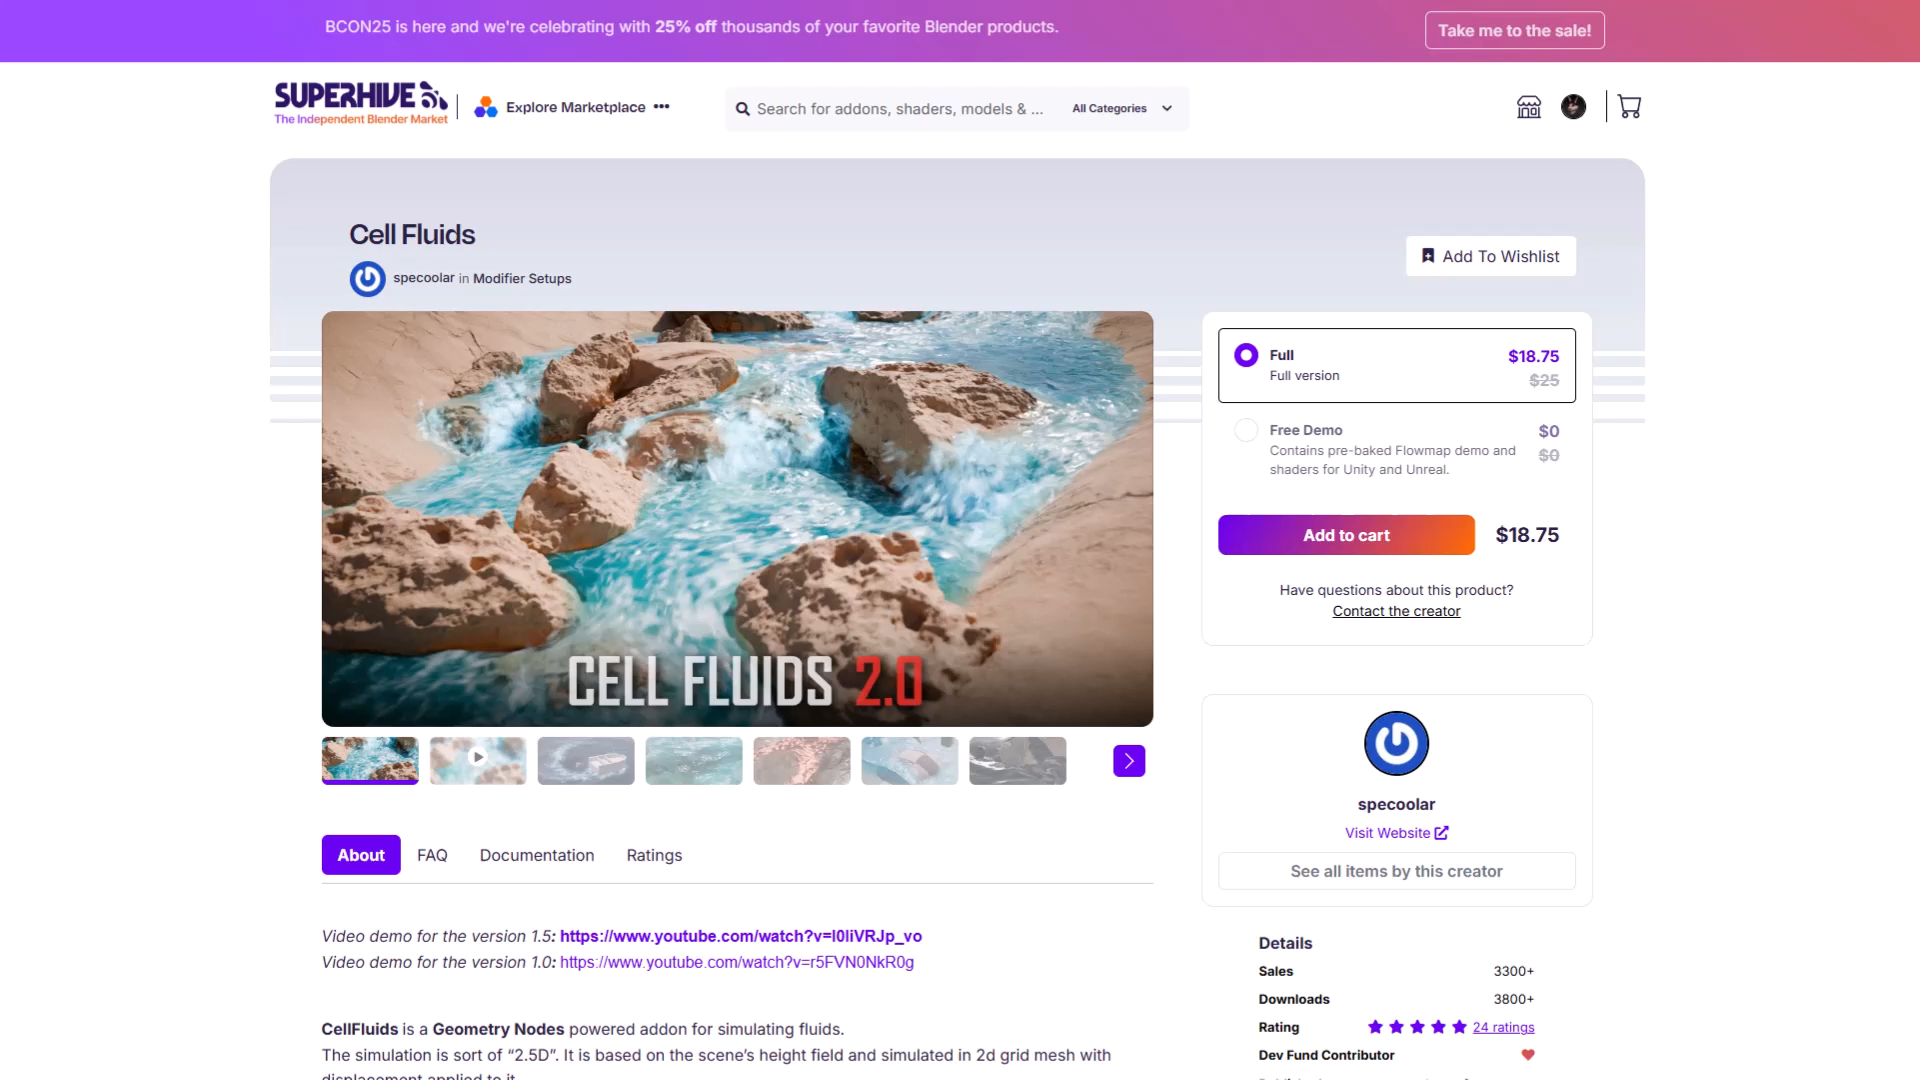 BCON25 is here and we're celebrating with 25% off thousands of your favorite Blender products.
Take me to the sale!
SUPERHIVE
The Independent Blender Market
Explore Marketplace •••
Search for addons, shaders, models & ...
All Categories
Cell Fluids
specoolar in Modifier Setups
Add To Wishlist
CELL FLUIDS 2.0
Full
$18.75
Full version
$25
Free Demo
$0
Contains pre-baked Flowmap demo and
shaders for Unity and Unreal.
$0
Add to cart
$18.75
Have questions about this product?
Contact the creator
specoolar
Visit Website
See all items by this creator
About
FAQ
Documentation
Ratings
Video demo for the version 1.5: https://www.youtube.com/watch?v=I0liVRJp_vo
Video demo for the version 1.0: https://www.youtube.com/watch?v=r5FVN0NkR0g
CellFluids is a Geometry Nodes powered addon for simulating fluids.
The simulation is sort of “2.5D”. It is based on the scene’s height field and simulated in 2d grid mesh with
displacement applied to it.
Details
Sales
3300+
Downloads
3800+
Rating
24 ratings
Dev Fund Contributor